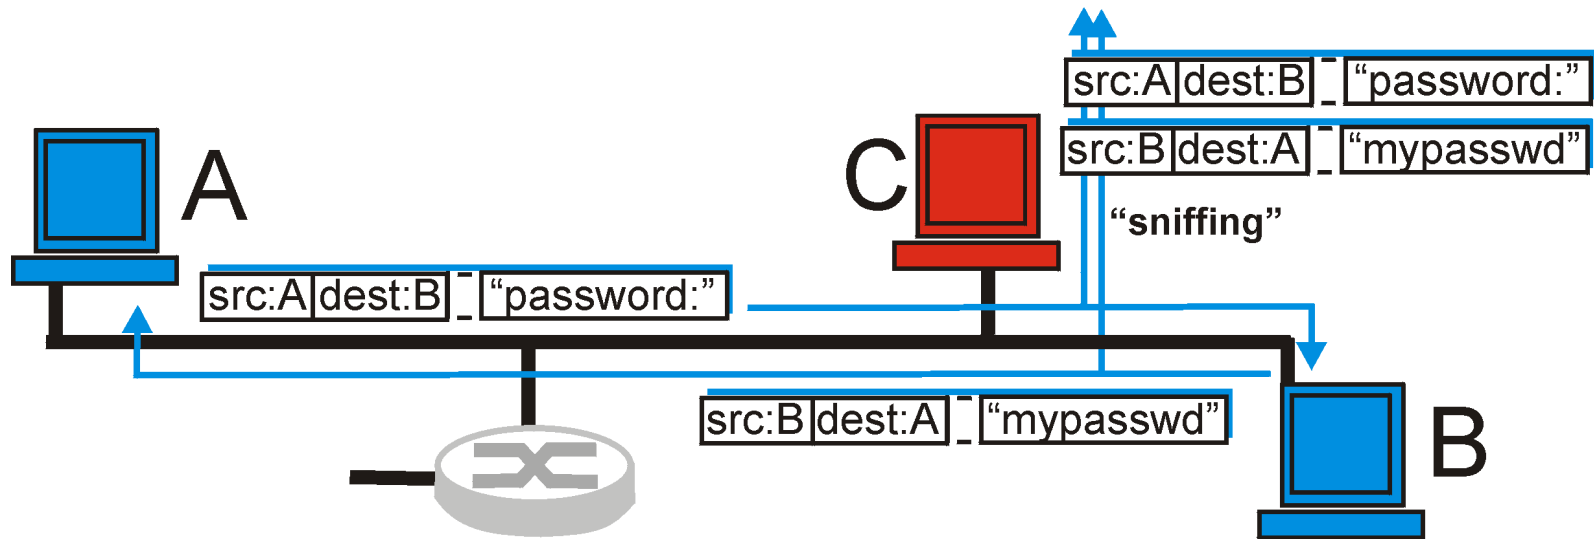 src:A dest:B “password:”
src:B dest:A “mypasswd”
A
C
“sniffing”
src:A dest:B “password:”
src:B dest:A “mypasswd”
B